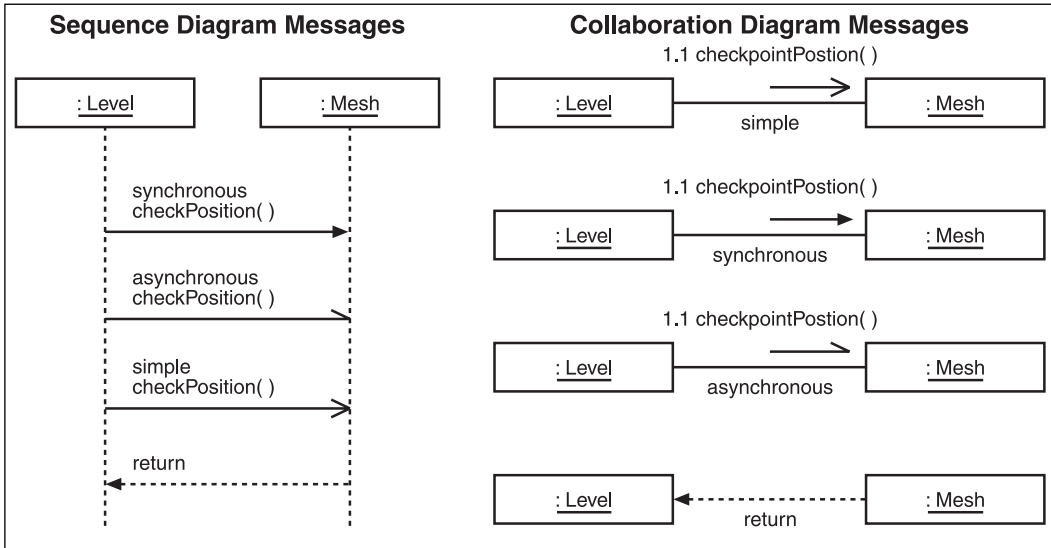 Sequence Diagram Messages
: Level
: Mesh
synchronous
checkPosition( )
asynchronous
checkPosition( )
simple
checkPosition( )
return
Collaboration Diagram Messages
1.1 checkpointPostion( )
: Level
: Mesh
simple
1.1 checkpointPostion( )
: Level
: Mesh
synchronous
1.1 checkpointPostion( )
: Level
: Mesh
asynchronous
: Level
: Mesh
return